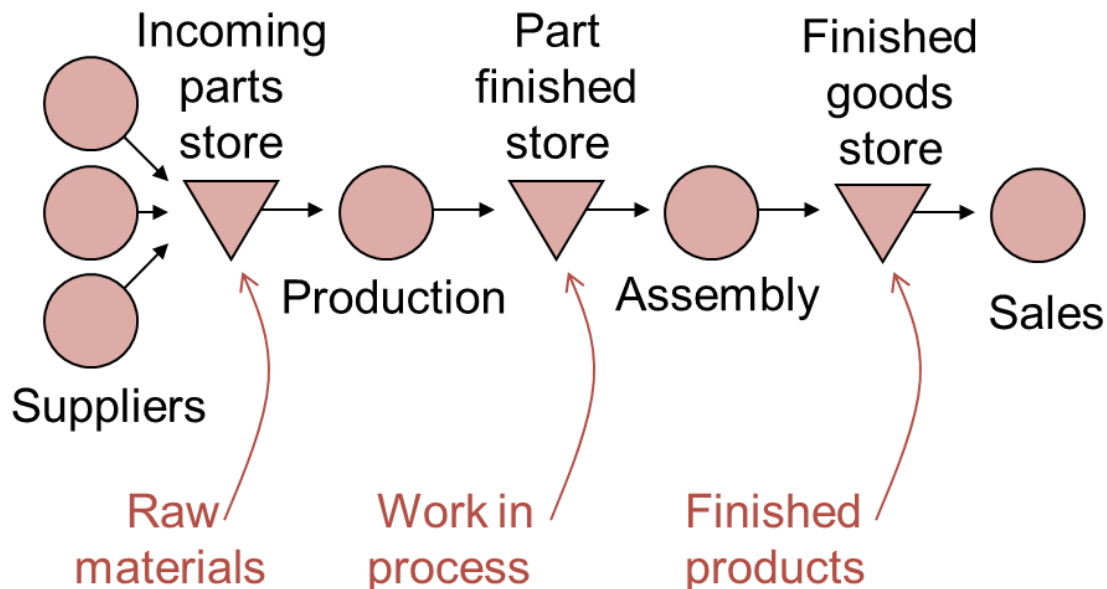 Incoming
parts
store
Part
finished
store
Finished
goods
store
Production
Assembly
Sales
Suppliers
Raw
materials
Work in
process
Finished
products